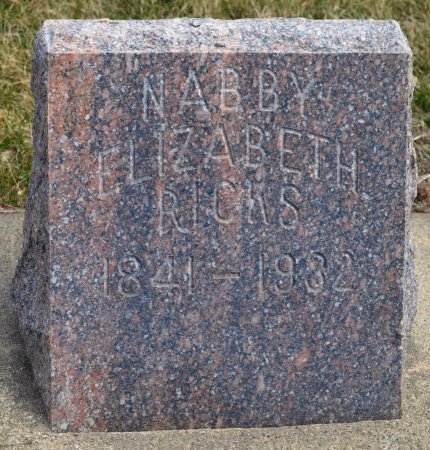 NABBY
ELIZABETH
RICKS
1841-1932